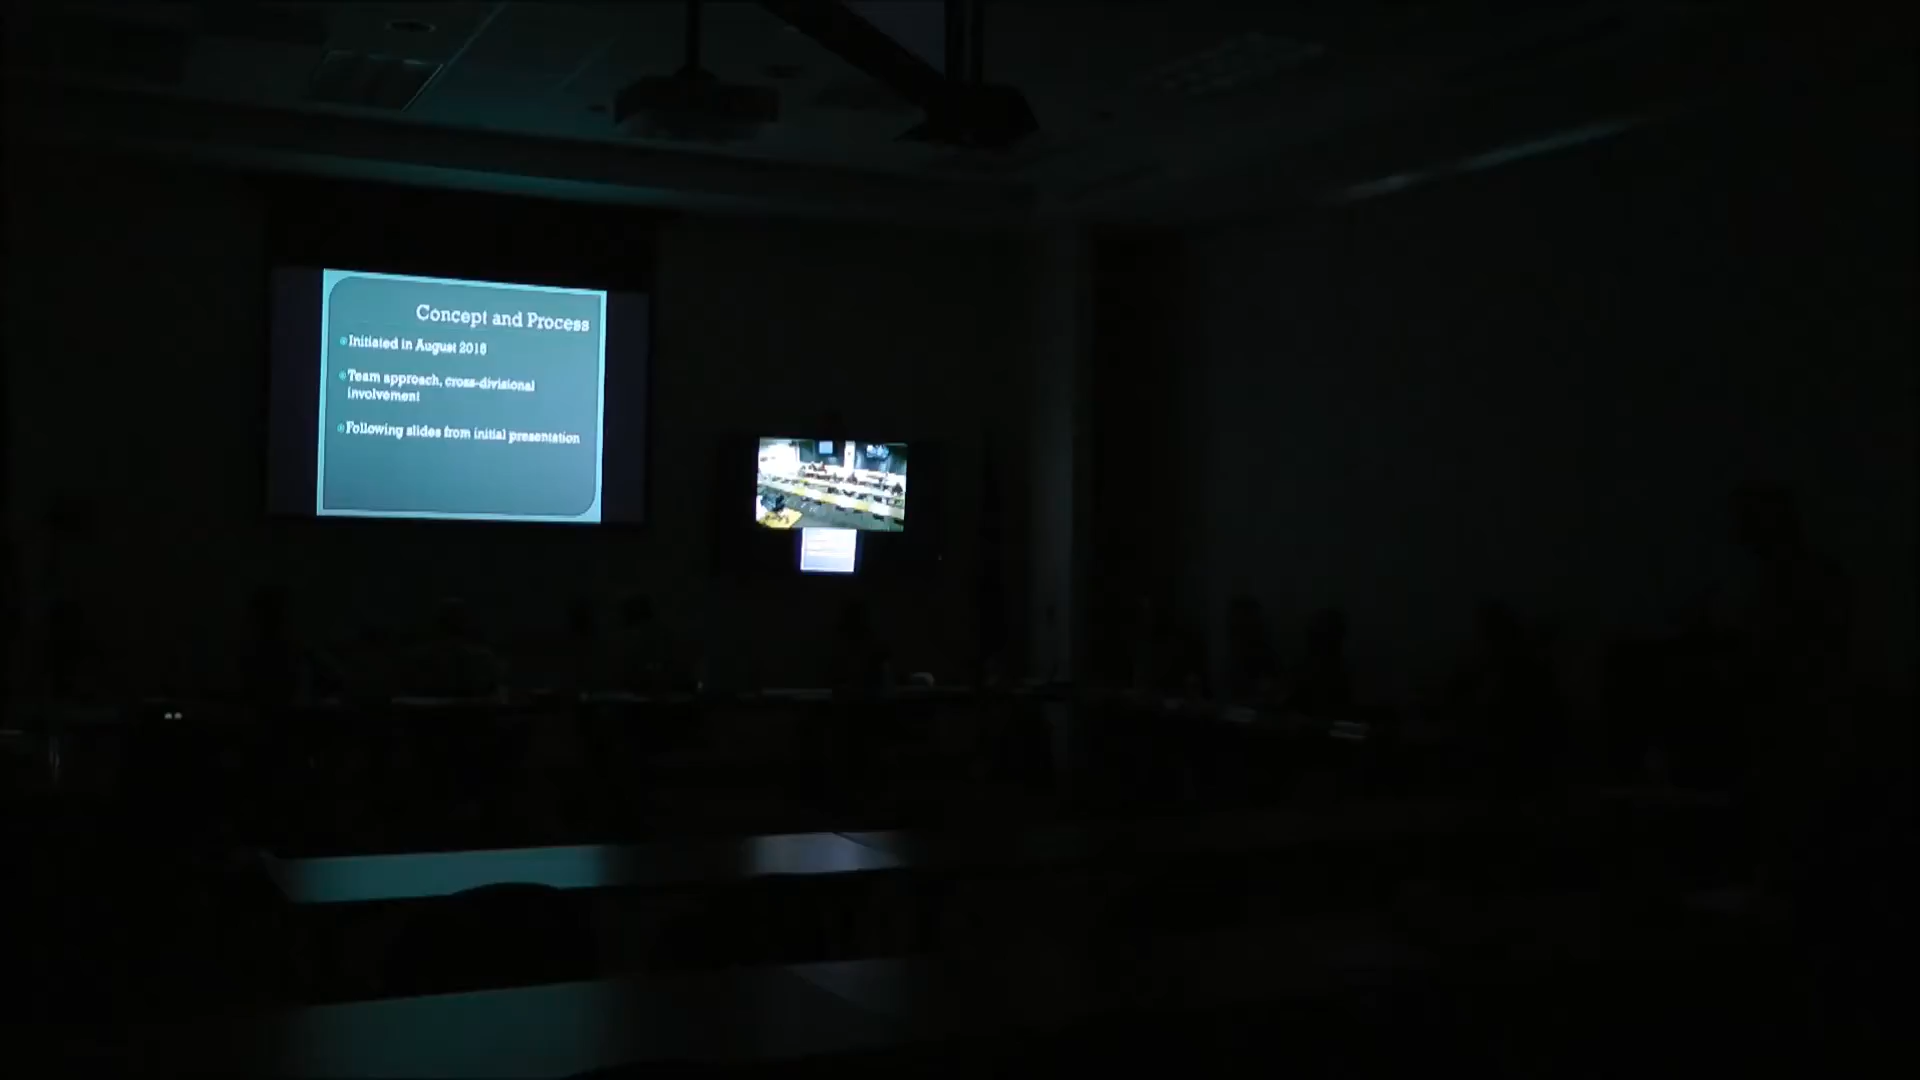 Concept and Process
Initiated in August 2016
Team approach, cross-divisional
involvement
Following slides from initial presentation